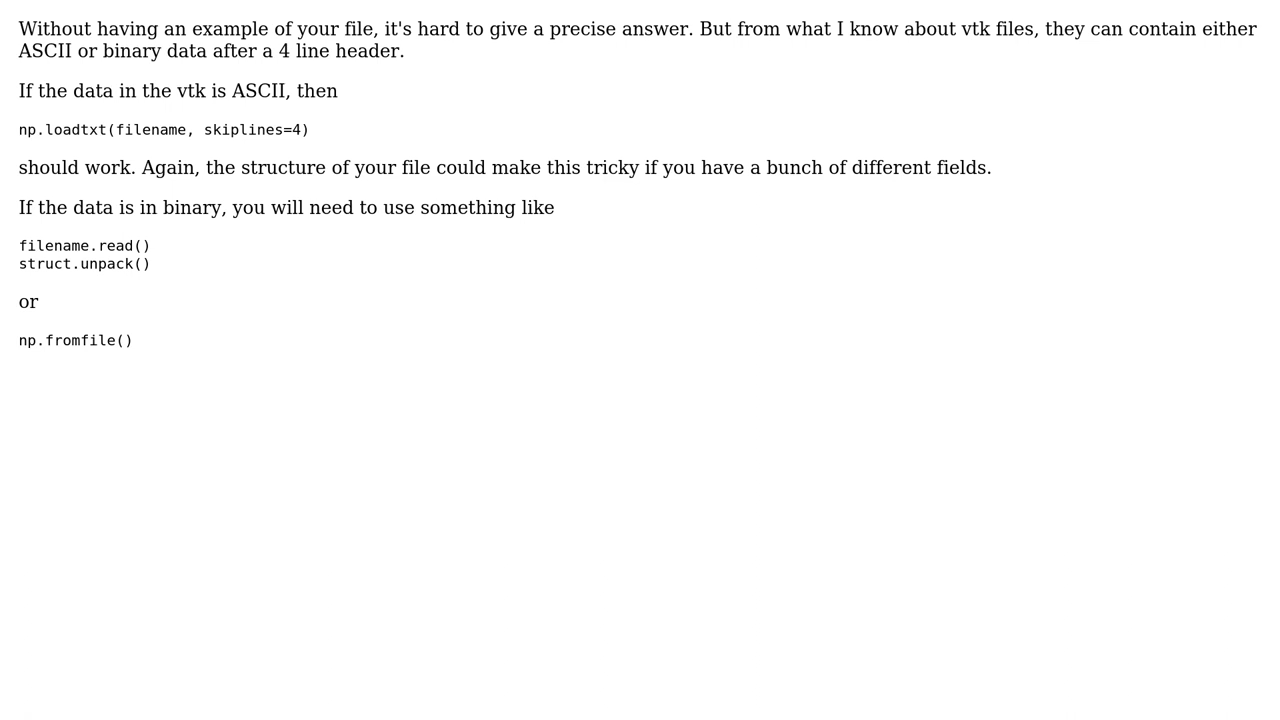 Without having an example of your file, it's hard to give a precise answer. But from what I know about vtk files, they can contain either
ASCII or binary data after a 4 line header.
If the data in the vtk is ASCII, then
np.loadtxt(filename, skiplines=4)
should work. Again, the structure of your file could make this tricky if you have a bunch of different fields.
If the data is in binary, you will need to use something like
filename.read()
struct.unpack()
or
np.fromfile()